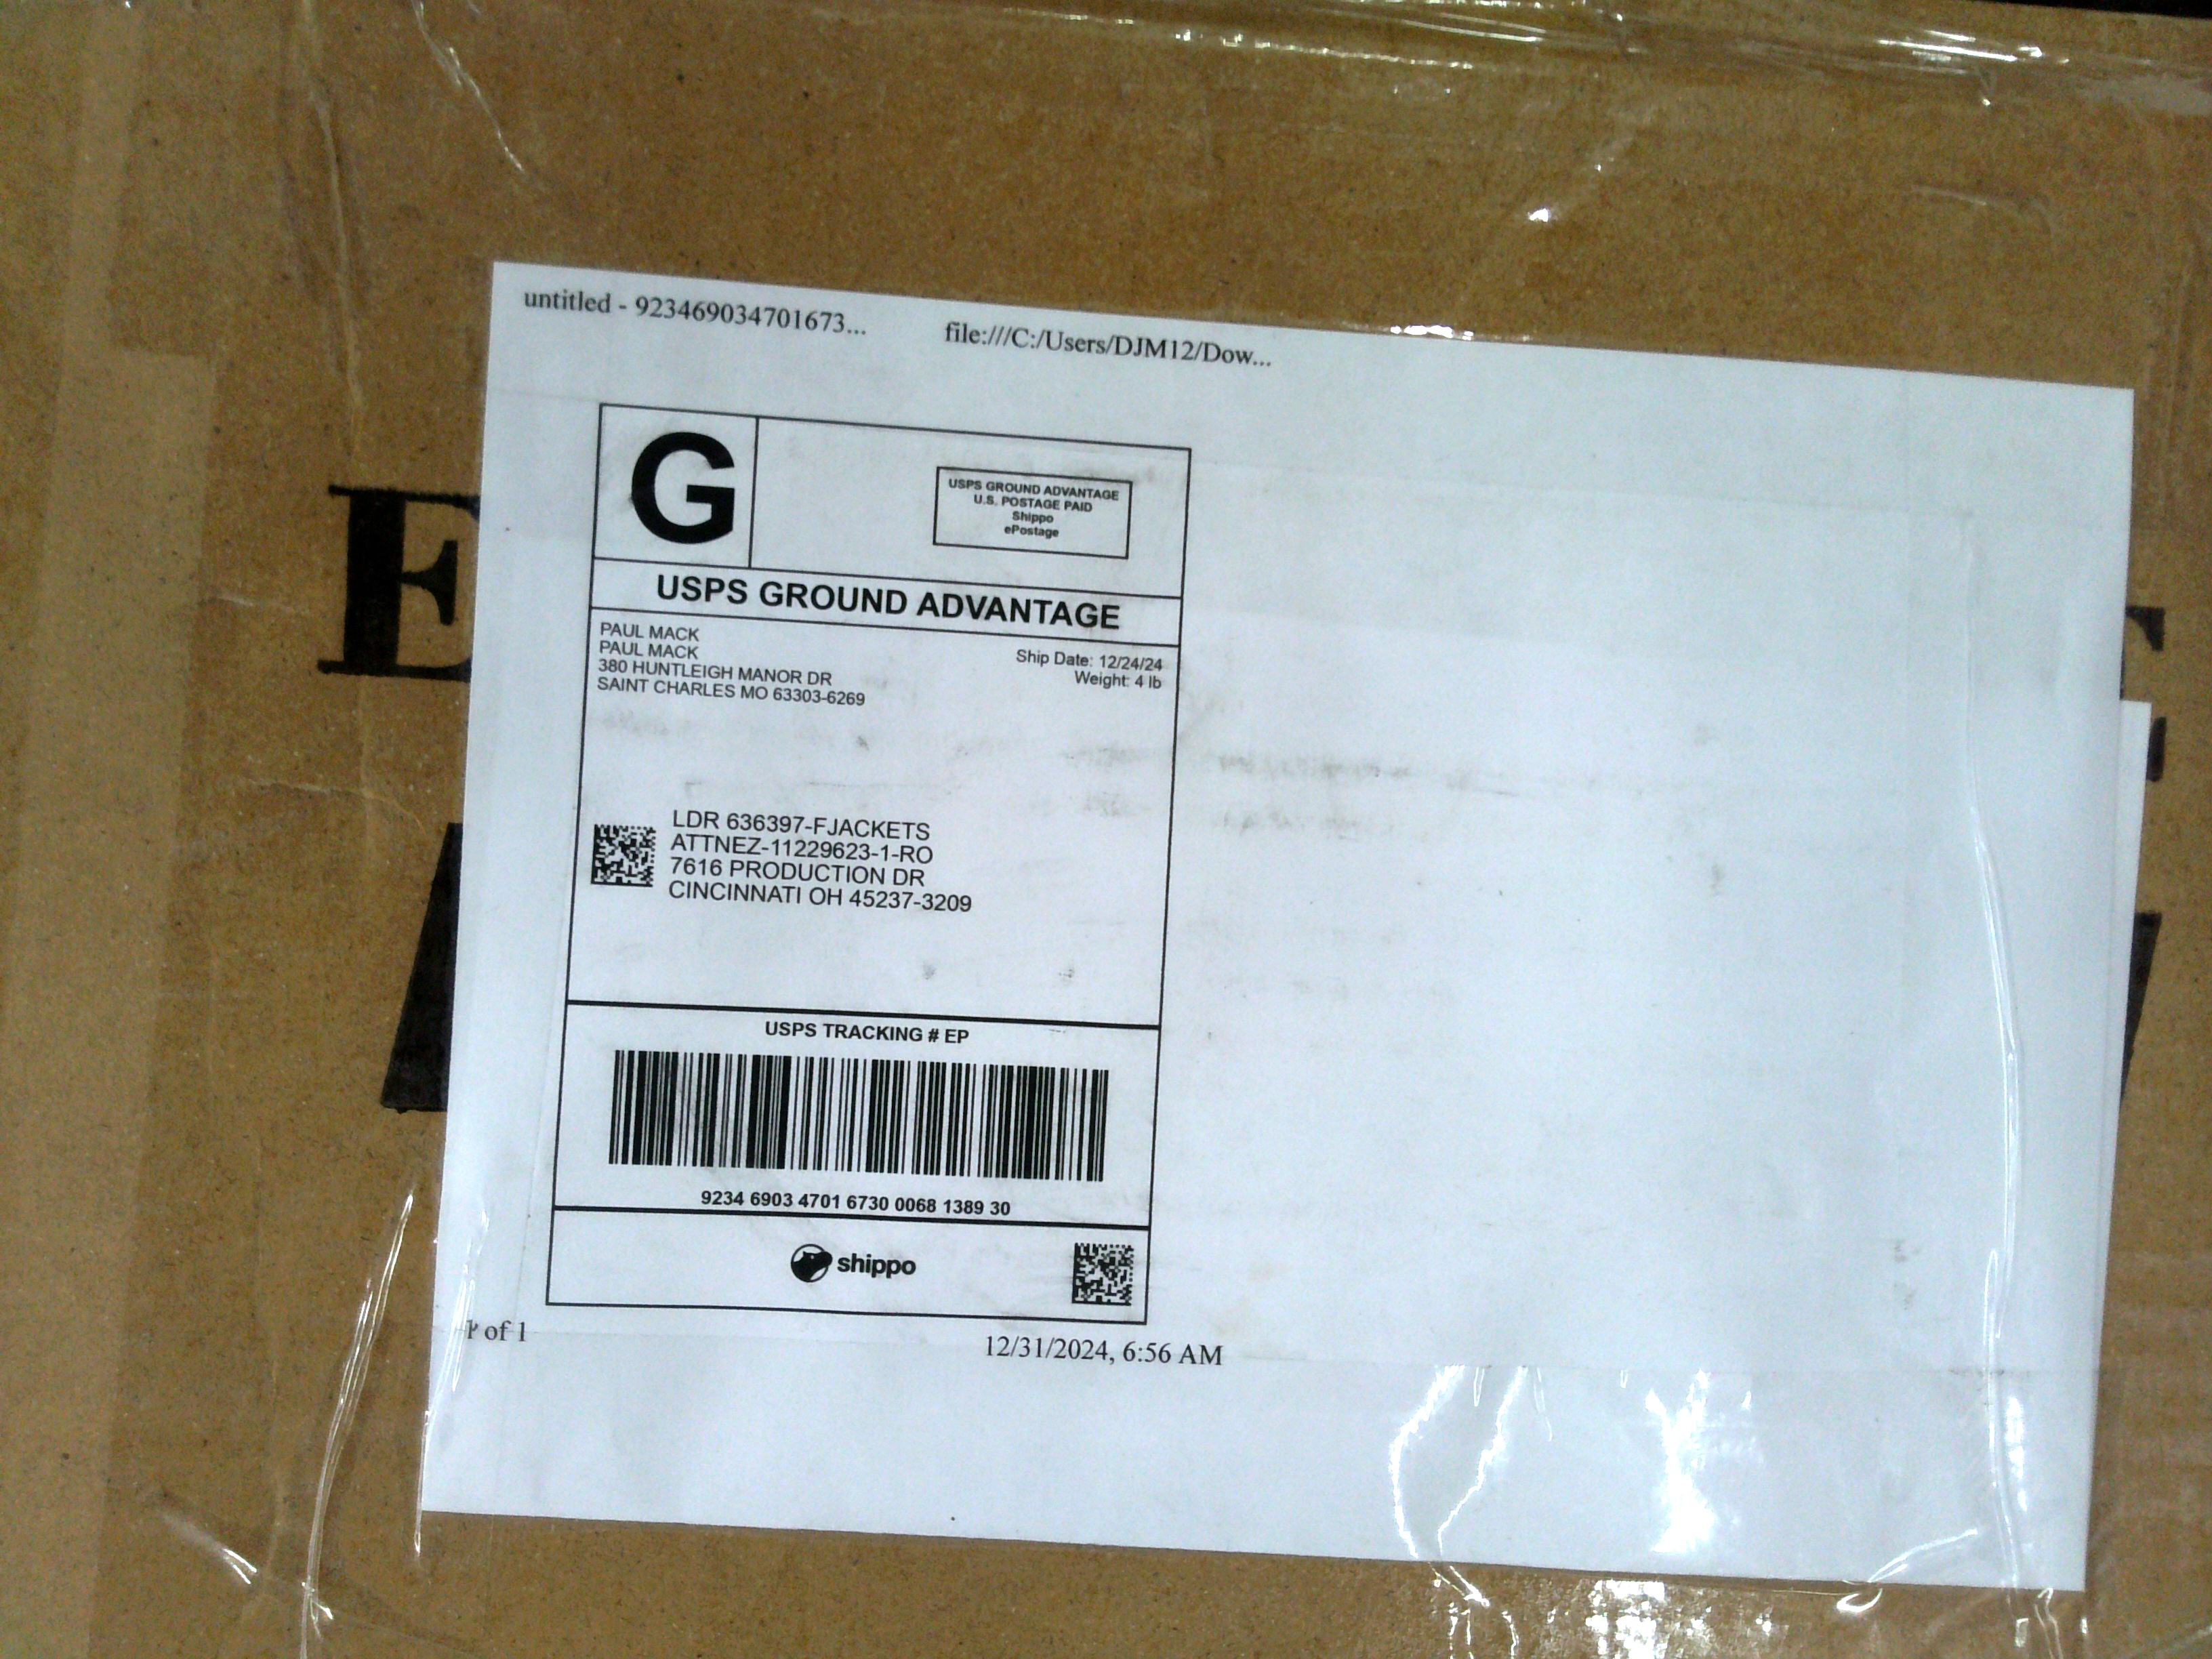 untitled - 923469034701673...
file:///C:/Users/DJM12/Dow...
G
USPS GROUND ADVANTAGE
U.S. POSTAGE PAID
Shippo
ePostage
USPS GROUND ADVANTAGE
PAUL MACK
PAUL MACK
380 HUNTLEIGH MANOR DR
SAINT CHARLES MO 63303-6269
Ship Date: 12/24/24
Weight: 4 lb
LDR 636397-FJACKETS
ATTNEZ-11229623-1-RO
7616 PRODUCTION DR
CINCINNATI OH 45237-3209
USPS TRACKING # EP
9234 6903 4701 6730 0068 1389 30
shippo
1 of 1
12/31/2024, 6:56 AM